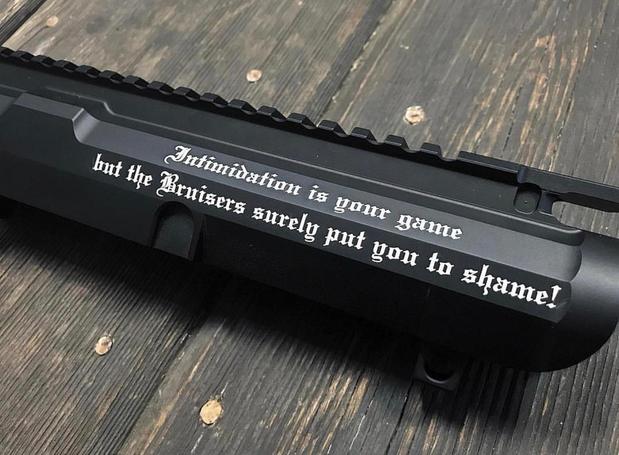 Intimidation is your game
but the Bruisers surely put you to shame!